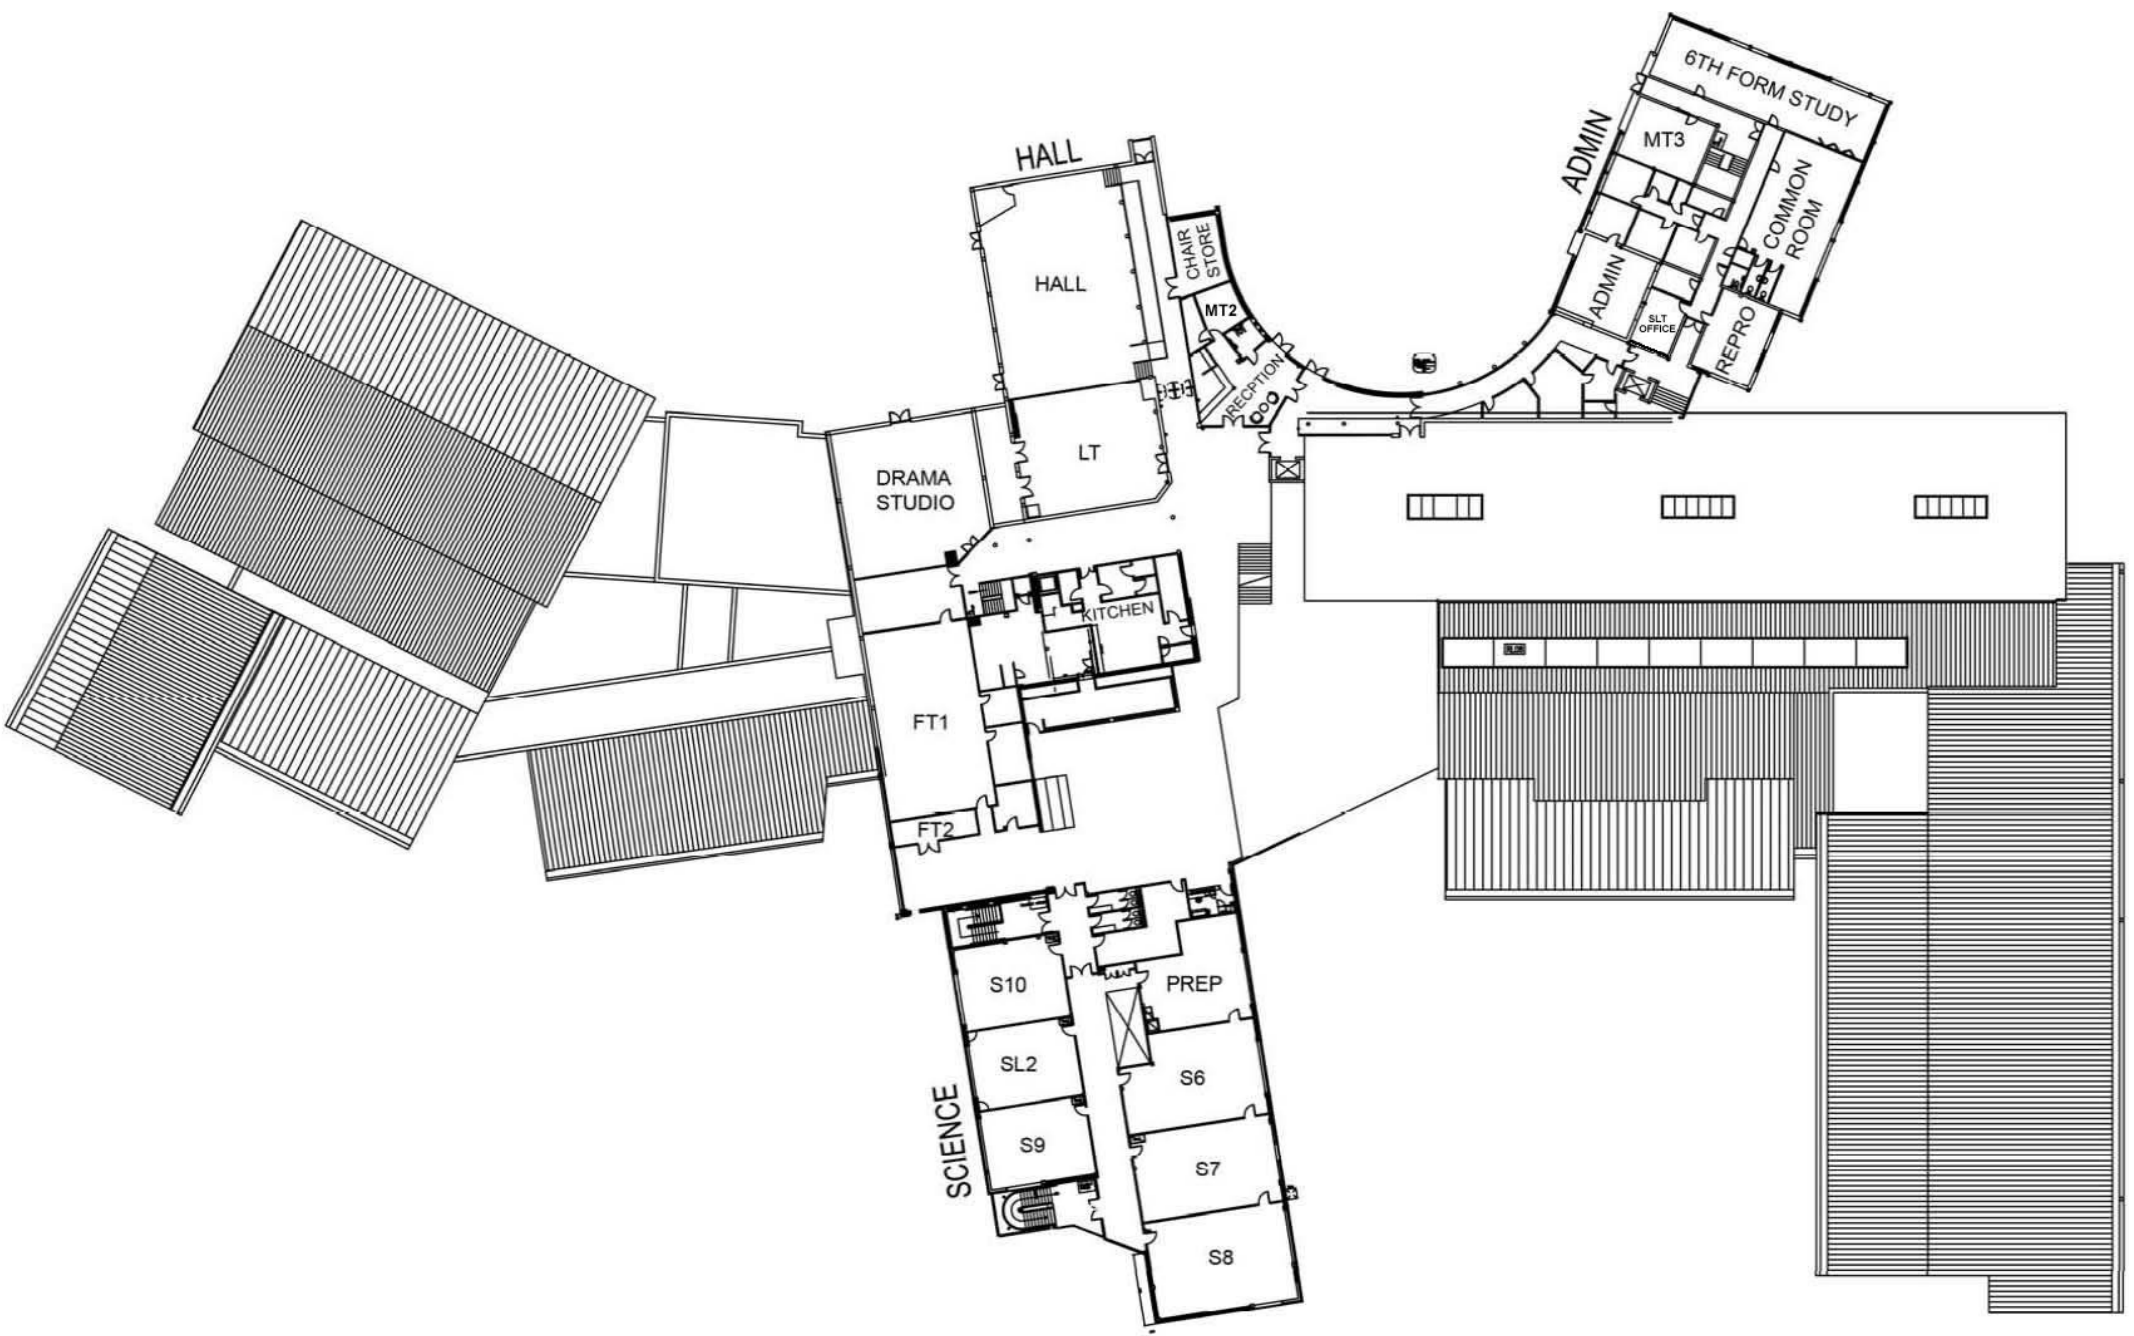 6TH FORM STUDY
ADMIN
MT3
COMMON
ROOM
ADMIN
SLT
OFFICE
REPRO
HALL
HALL
CHAIR
STORE
MT2
RECPTION
LT
DRAMA
STUDIO
KITCHEN
FT1
FT2
SCIENCE
S10
PREP
SL2
S6
S9
S7
S8